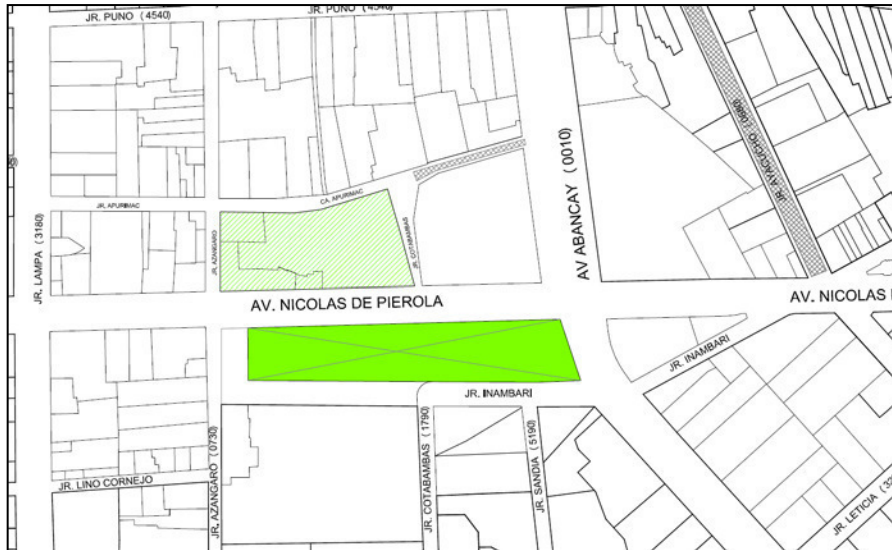 JR. PUNO (4540)
JR. PUNO (4540)
JR. AYACUCHO (0680)
AV ABANCAY (0010)
CA. APURIMAC
JR. APURIMAC
JR. LAMPA (3180)
JR. AZANGARO
JR. COTABAMBAS
AV. NICOLAS DE PIEROLA
AV. NICOLAS
JR. INAMBARI
JR. INAMBARI
JR. LINO CORNEJO
JR. AZANGARO (0730)
JR. COTABAMBAS (1790)
JR. SANDIA (5190)
JR. LETICIA